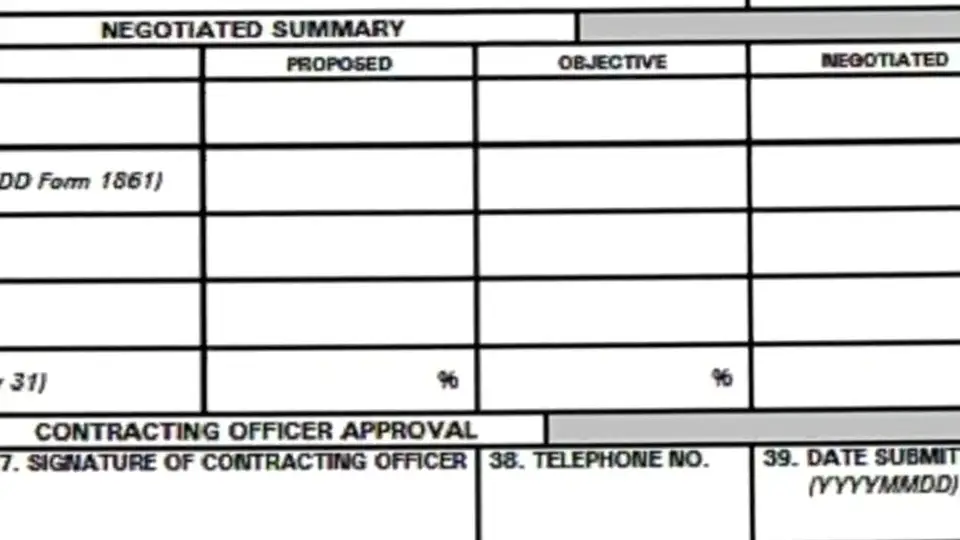 NEGOTIATED SUMMARY
PROPOSED OBJECTIVE NEGOTIATED
DD Form 1861)
31)
% %
CONTRACTING OFFICER APPROVAL
7. SIGNATURE OF CONTRACTING OFFICER 38. TELEPHONE NO. 39. DATE SUBMIT
(YYYYMMDD)